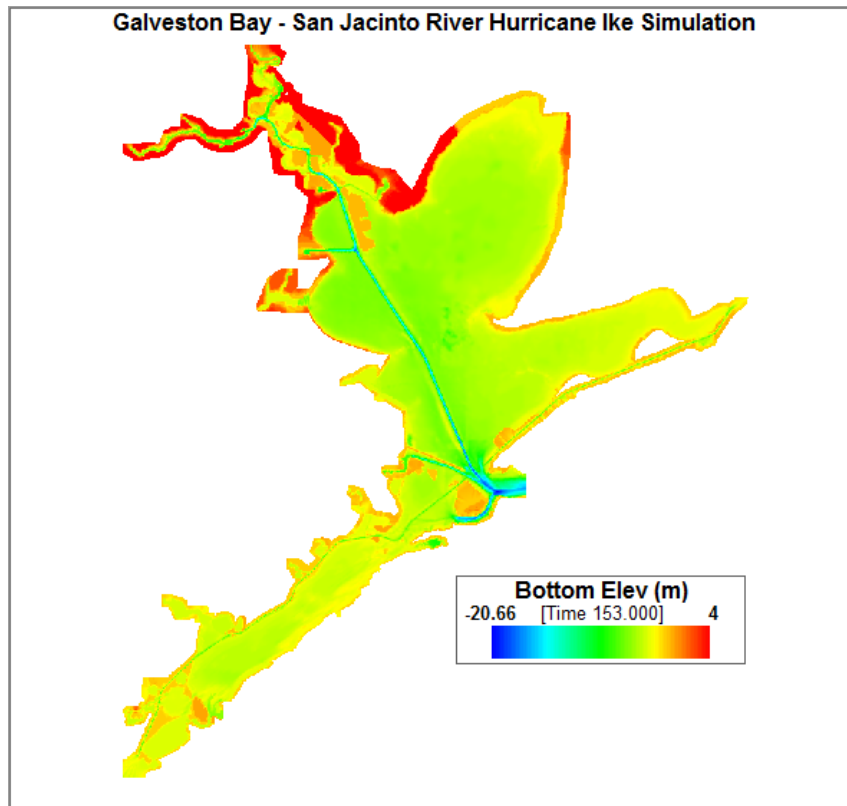 Galveston Bay - San Jacinto River Hurricane Ike Simulation
Bottom Elev (m)
-20.66 [Time 153.000] 4